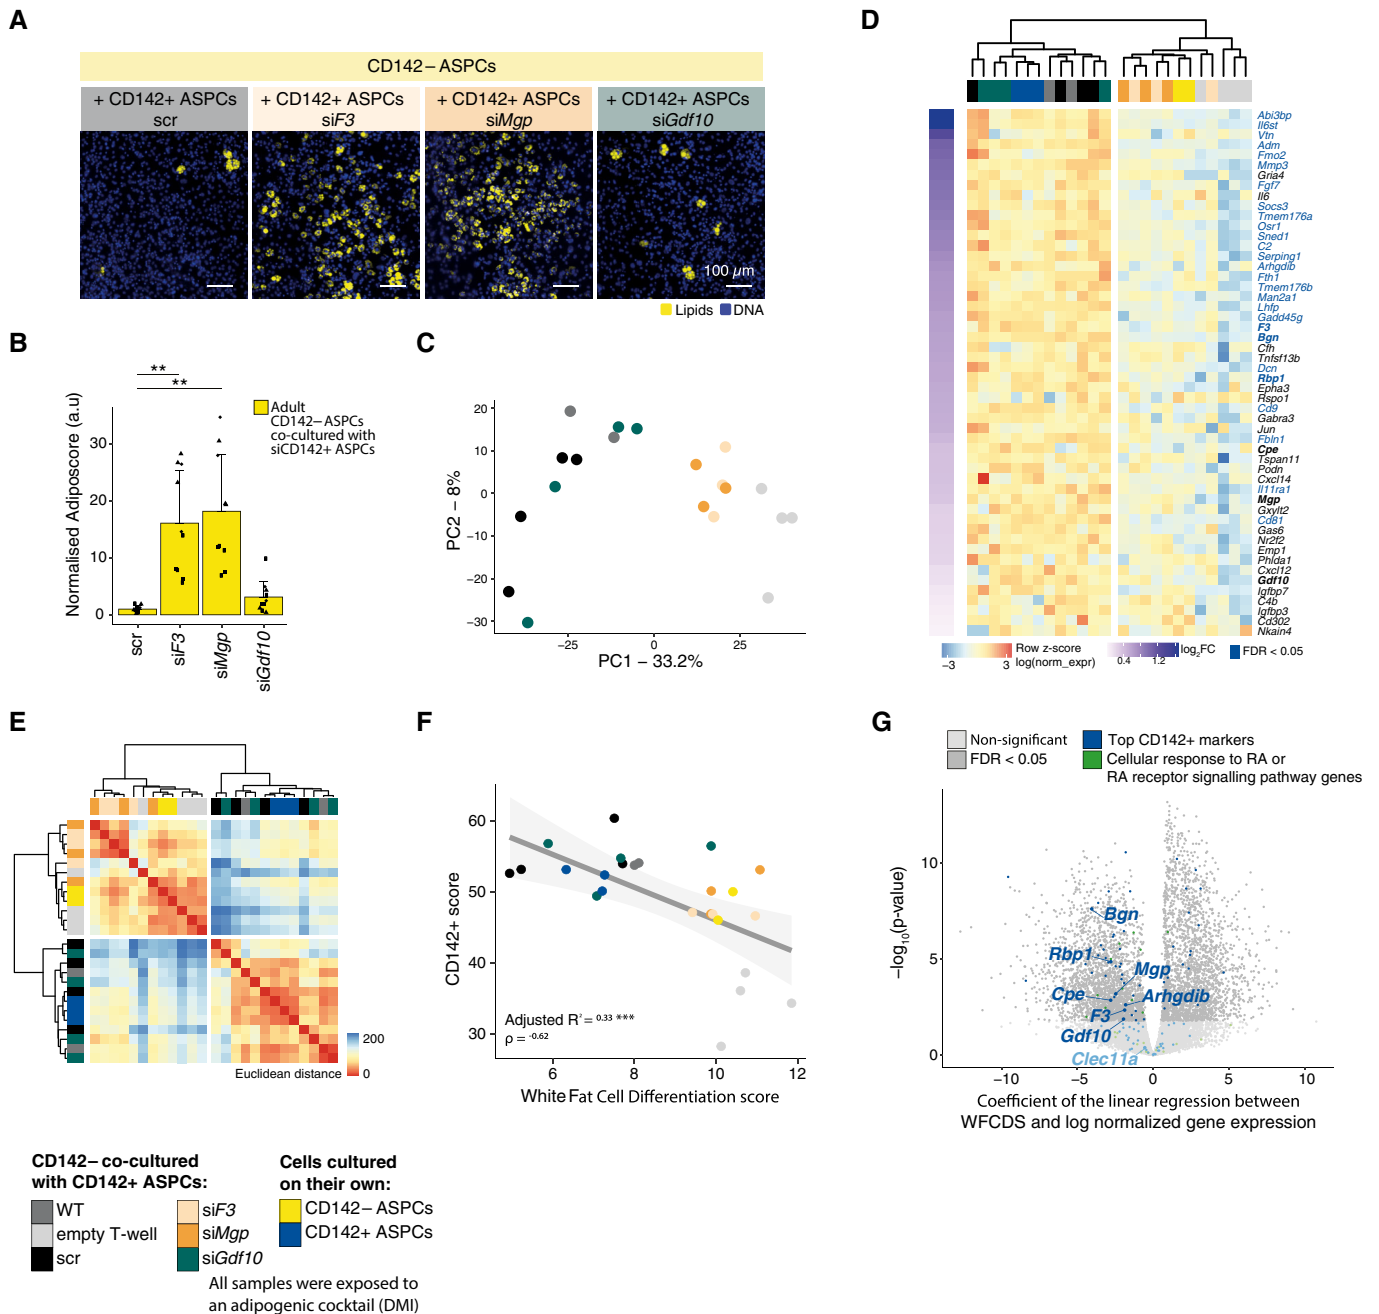 A
CD142– ASPCs
+ CD142+ ASPCs
scr
+ CD142+ ASPCs
siF3
+ CD142+ ASPCs
siMgp
+ CD142+ ASPCs
siGdf10
100 µm
Lipids
DNA
B
Normalised Adiposcore (a.u)
30
20
10
0
**
**
Adult
CD142– ASPCs
co-cultured with
siCD142+ ASPCs
scr
siF3
siMgp
siGdf10
C
PC2 – 8%
20
10
0
−10
−20
−30
−25
0
25
PC1 – 33.2%
D
Abi3bp
Il6st
Vtn
Adm
Fmo2
Mmp3
Gria4
Fgf7
Il6
Socs3
Tmem176a
Osr1
Sned1
C2
Serping1
Arhgdib
Fth1
Tmem176b
Man2a1
Lhfp
Gadd45g
F3
Bgn
Cfh
Tnfsf13b
Dcn
Rbp1
Epha3
Rspo1
Cd9
Gabra3
Jun
Fbln1
Cpe
Tspan11
Podn
Cxcl14
Il11ra1
Mgp
Gxylt2
Cd81
Gas6
Nr2f2
Emp1
Phlda1
Cxcl12
Gdf10
Igfbp7
C4b
Igfbp3
Cd302
Nkain4
−3
3
Row z-score
log(norm_expr)
0.4
1.2
log2FC
FDR < 0.05
E
200
0
Euclidean distance
F
CD142+ score
60
50
40
30
Adjusted R² = 0.33 ***
ρ = -0.62
6
8
10
12
White Fat Cell Differentiation score
G
Non-significant
FDR < 0.05
Top CD142+ markers
Cellular response to RA or
RA receptor signalling pathway genes
−log10(p-value)
10
5
0
Bgn
Rbp1
Mgp
Cpe
Arhgdib
F3
Gdf10
Clec11a
−10
−5
0
5
10
Coefficient of the linear regression between
WFCDS and log normalized gene expression
CD142– co-cultured
with CD142+ ASPCs:
WT
empty T-well
scr
siF3
siMgp
siGdf10
Cells cultured
on their own:
CD142– ASPCs
CD142+ ASPCs
All samples were exposed to
an adipogenic cocktail (DMI)